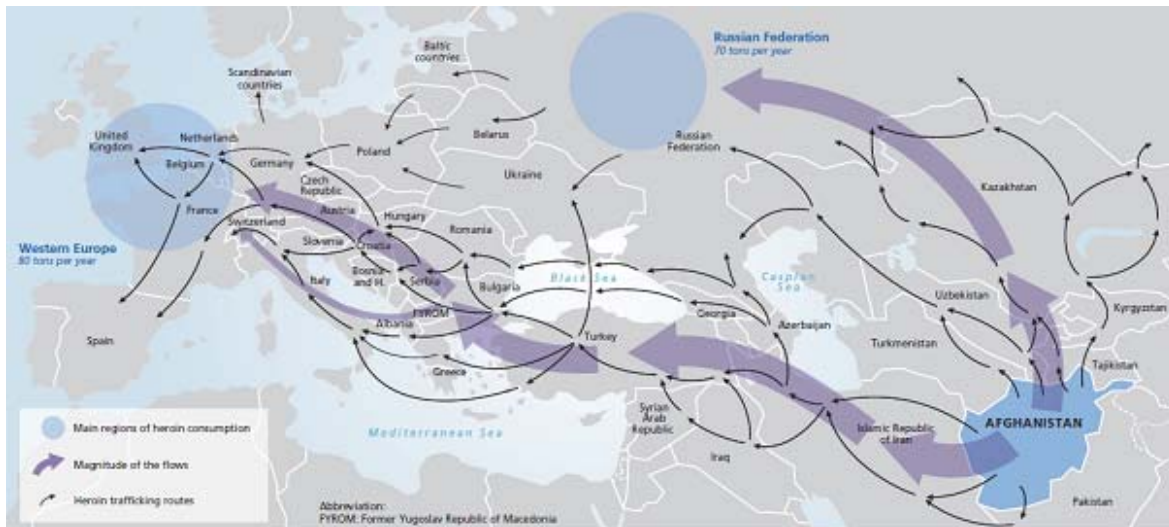 Russian Federation
70 tons per year
Baltic
countries
Scandinavian
countries
United
Kingdom
Netherlands
Belgium
Germany
Poland
Belarus
Russian
Federation
Ukraine
Kazakhstan
Czech
Republic
France
Austria
Switzerland
Hungary
Slovenia
Croatia
Romania
Western Europe
80 tons per year
Italy
Bosnia
and H.
Serbia
Bulgaria
Black Sea
Caspian
Sea
Georgia
Azerbaijan
Uzbekistan
Kyrgyzstan
FYROM
Albania
Turkey
Turkmenistan
Tajikistan
Spain
Greece
Syrian
Arab
Republic
Islamic Republic
of Iran
AFGHANISTAN
Mediterranean Sea
Iraq
Pakistan
Main regions of heroin consumption
Magnitude of the flows
Heroin trafficking routes
Abbreviation:
FYROM: Former Yugoslav Republic of Macedonia